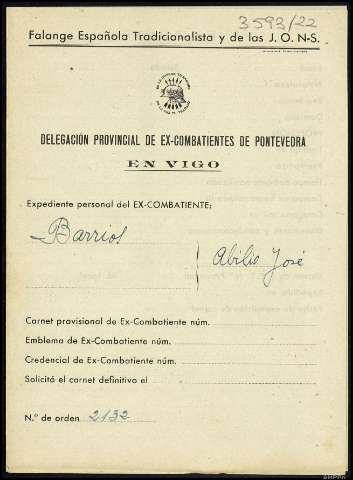 3593/22
Falange Española Tradicionalista y de las J. O. N-S.
DELEGACIÓN PROVINCIAL DE EX-COMBATIENTES DE PONTEVEDRA
EN VIGO
Expediente personal del EX-COMBATIENTE:
Barrios
Abilio José
Carnet provisional de Ex-Combatiente núm.
Emblema de Ex-Combatiente núm.
Credencial de Ex-Combatiente núm.
Solicitó el carnet definitivo el
N.º de orden 2132